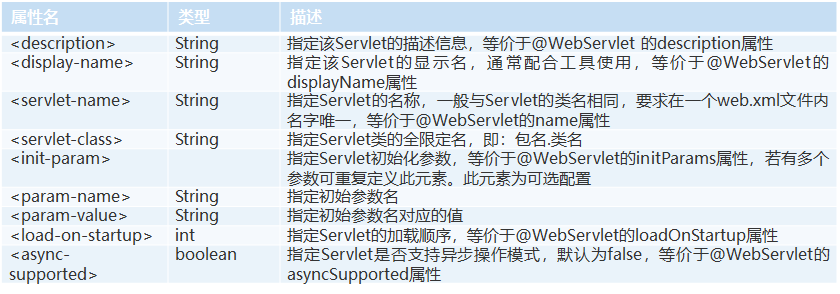 属性名 类型 描述
<description> String 指定该Servlet的描述信息，等价于@WebServlet 的description属性
<display-name> String 指定该Servlet的显示名，通常配合工具使用，等价于@WebServlet的
displayName属性
<servlet-name> String 指定Servlet的名称，一般与Servlet的类名相同，要求在一个web.xml文件内
名字唯一，等价于@WebServlet的name属性
<servlet-class> String 指定Servlet类的全限定名，即：包名.类名
<init-param> 指定Servlet初始化参数，等价于@WebServlet的initParams属性，若有多个
参数可重复定义此元素。此元素为可选配置
<param-name> String 指定初始参数名
<param-value> String 指定初始参数名对应的值
<load-on-startup> int 指定Servlet的加载顺序，等价于@WebServlet的loadOnStartup属性
<async- boolean 指定Servlet是否支持异步操作模式，默认为false，等价于@WebServlet的
supported> asyncSupported属性